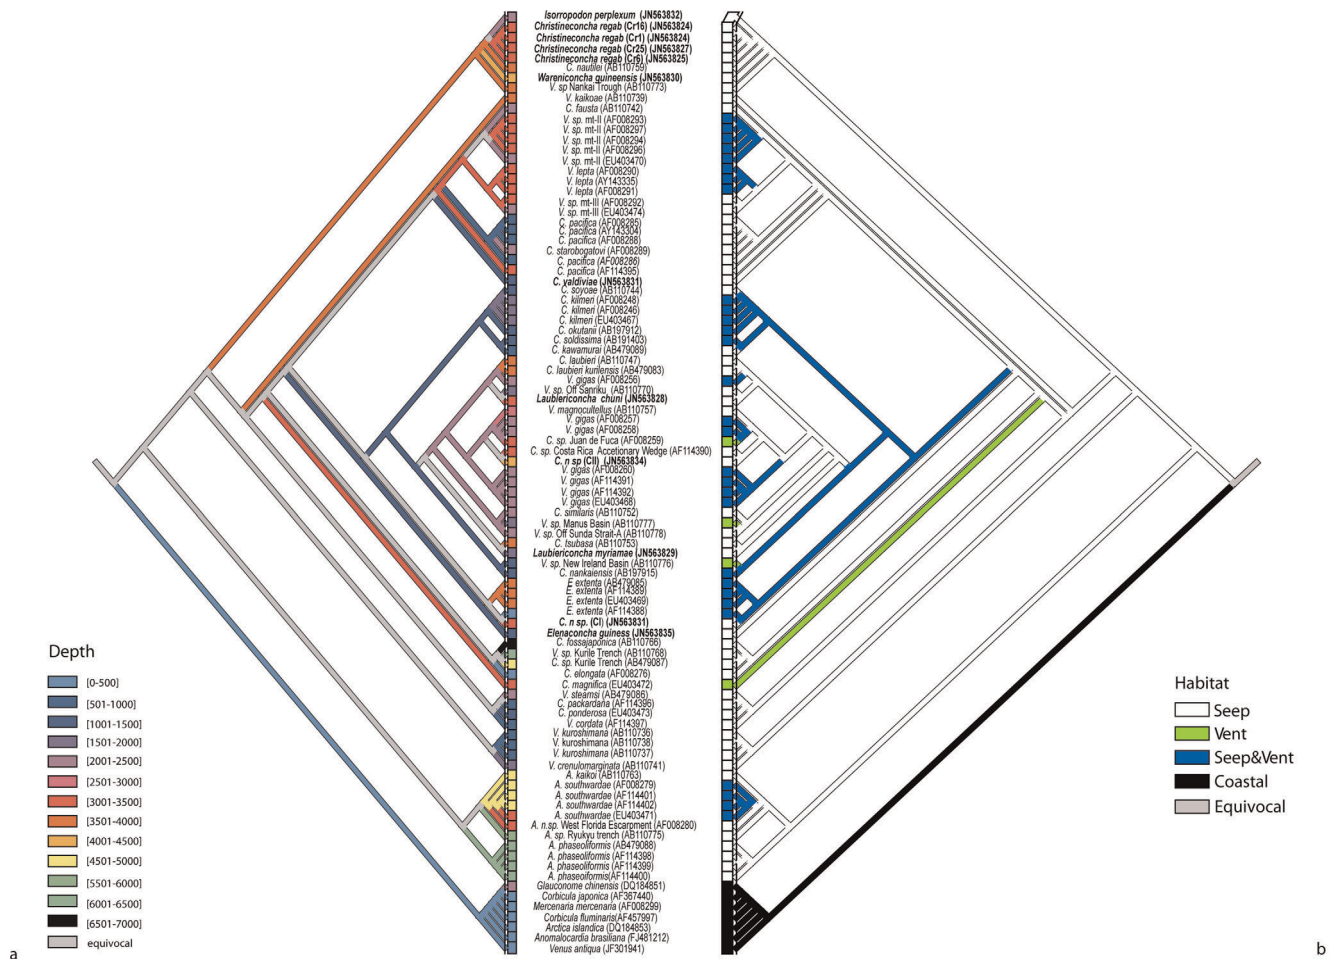 Isorropodon perplexum (JN563832)
Christineconcha regab (Cr16) (JN563824)
Christineconcha regab (Cr1) (JN563824)
Christineconcha regab (Cr25) (JN563827)
Christineconcha regab (Cr6) (JN563825)
C. nautilei (AB110759)
Wareniconcha guineensis (JN563830)
V. sp Nankai Trough (AB110773)
V. kaikoae (AB110739)
C. fausta (AB110742)
V. sp. mt-II (AF008293)
V. sp. mt-II (AF008297)
V. sp. mt-II (AF008294)
V. sp. mt-II (AF008296)
V. sp. mt-II (EU403470)
V. lepta (AF008290)
V. lepta (AY143335)
V. lepta (AF008291)
V. sp. mt-III (AF008292)
V. sp. mt-III (EU403474)
C. pacifica (AF008285)
C. pacifica (AY143304)
C. pacifica (AF008288)
C. starobogatovi (AF008289)
C. pacifica (AF008286)
C. pacifica (AF114395)
C. valdiviae (JN563831)
C. soyoae (AB110744)
C. kilmeri (AF008248)
C. kilmeri (AF008246)
C. kilmeri (EU403467)
C. okutanii (AB197912)
C. soldissima (AB191403)
C. kawamurai (AB479089)
C. laubieri (AB110747)
C. laubieri kurilensis (AB479083)
V. gigas (AF008256)
V. sp. Off Sanriku (AB110770)
Laubiericoncha chuni (JN563828)
V. magnocultellus (AB110757)
V. gigas (AF008257)
V. gigas (AF008258)
C. sp. Juan de Fuca (AF008259)
C. sp. Costa Rica Accetionary Wedge (AF114390)
C. n sp (CII) (JN563834)
V. gigas (AF008260)
V. gigas (AF114391)
V. gigas (AF114392)
V. gigas (EU403468)
C. similaris (AB110752)
V. sp. Manus Basin (AB110777)
V. sp. Off Sunda Strait-A (AB110778)
C. tsubasa (AB110753)
Laubiericoncha myriamae (JN563829)
V. sp. New Ireland Basin (AB110776)
C. nankaiensis (AB197915)
E extenta (AB479085)
E. extenta (AF114389)
E. extenta (EU403469)
E. extenta (AF114388)
C. n sp. (CI) (JN563831)
Elenaconcha guiness (JN563835)
C. fossajaponica (AB110766)
V. sp. Kurile Trench (AB110768)
C. sp. Kurile Trench (AB479087)
C. elongata (AF008276)
C. magnifica (EU403472)
V. stearnsi (AB479086)
C. packardana (AF114396)
C. ponderosa (EU403473)
V. cordata (AF114397)
V. kuroshimana (AB110736)
V. kuroshimana (AB110738)
V. kuroshimana (AB110737)
V. crenulomarginata (AB110741)
A. kaikoi (AB110763)
A. southwardae (AF008279)
A. southwardae (AF114401)
A. southwardae (AF114402)
A. southwardae (EU403471)
A. n.sp. West Florida Escarpment (AF008280)
A. sp. Ryukyu trench (AB110775)
A. phaseoliformis (AB479088)
A. phaseoliformis (AF114398)
A. phaseoliformis (AF114399)
A. phaseoiformis(AF114400)
Glauconome chinensis (DQ184851)
Corbicula japonica (AF367440)
Mercenaria mercenaria (AF008299)
Corbicula fluminaris(AF457997)
Arctica islandica (DQ184853)
Anomalocardia brasiliana (FJ481212)
Venus antiqua (JF301941)
Depth
[0-500]
[501-1000]
[1001-1500]
[1501-2000]
[2001-2500]
[2501-3000]
[3001-3500]
[3501-4000]
[4001-4500]
[4501-5000]
[5501-6000]
[6001-6500]
[6501-7000]
equivocal
a
Habitat
Seep
Vent
Seep&Vent
Coastal
Equivocal
b